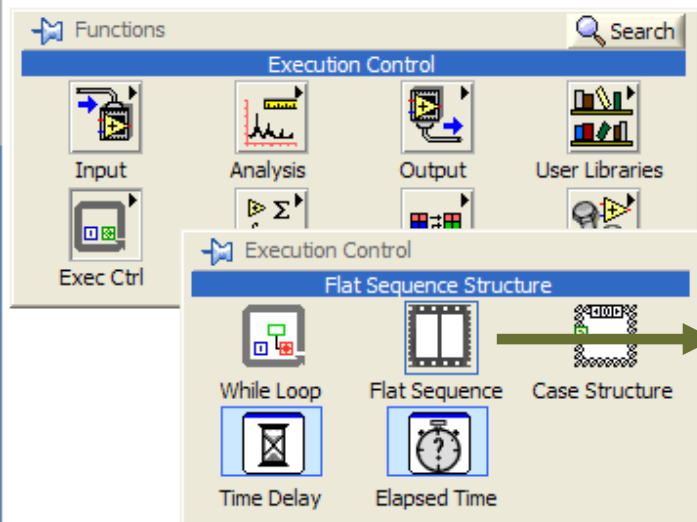 Functions
Search
Execution Control
Input
Analysis
Output
User Libraries
Exec Ctrl
Execution Control
Flat Sequence Structure
While Loop
Flat Sequence
Case Structure
Time Delay
Elapsed Time